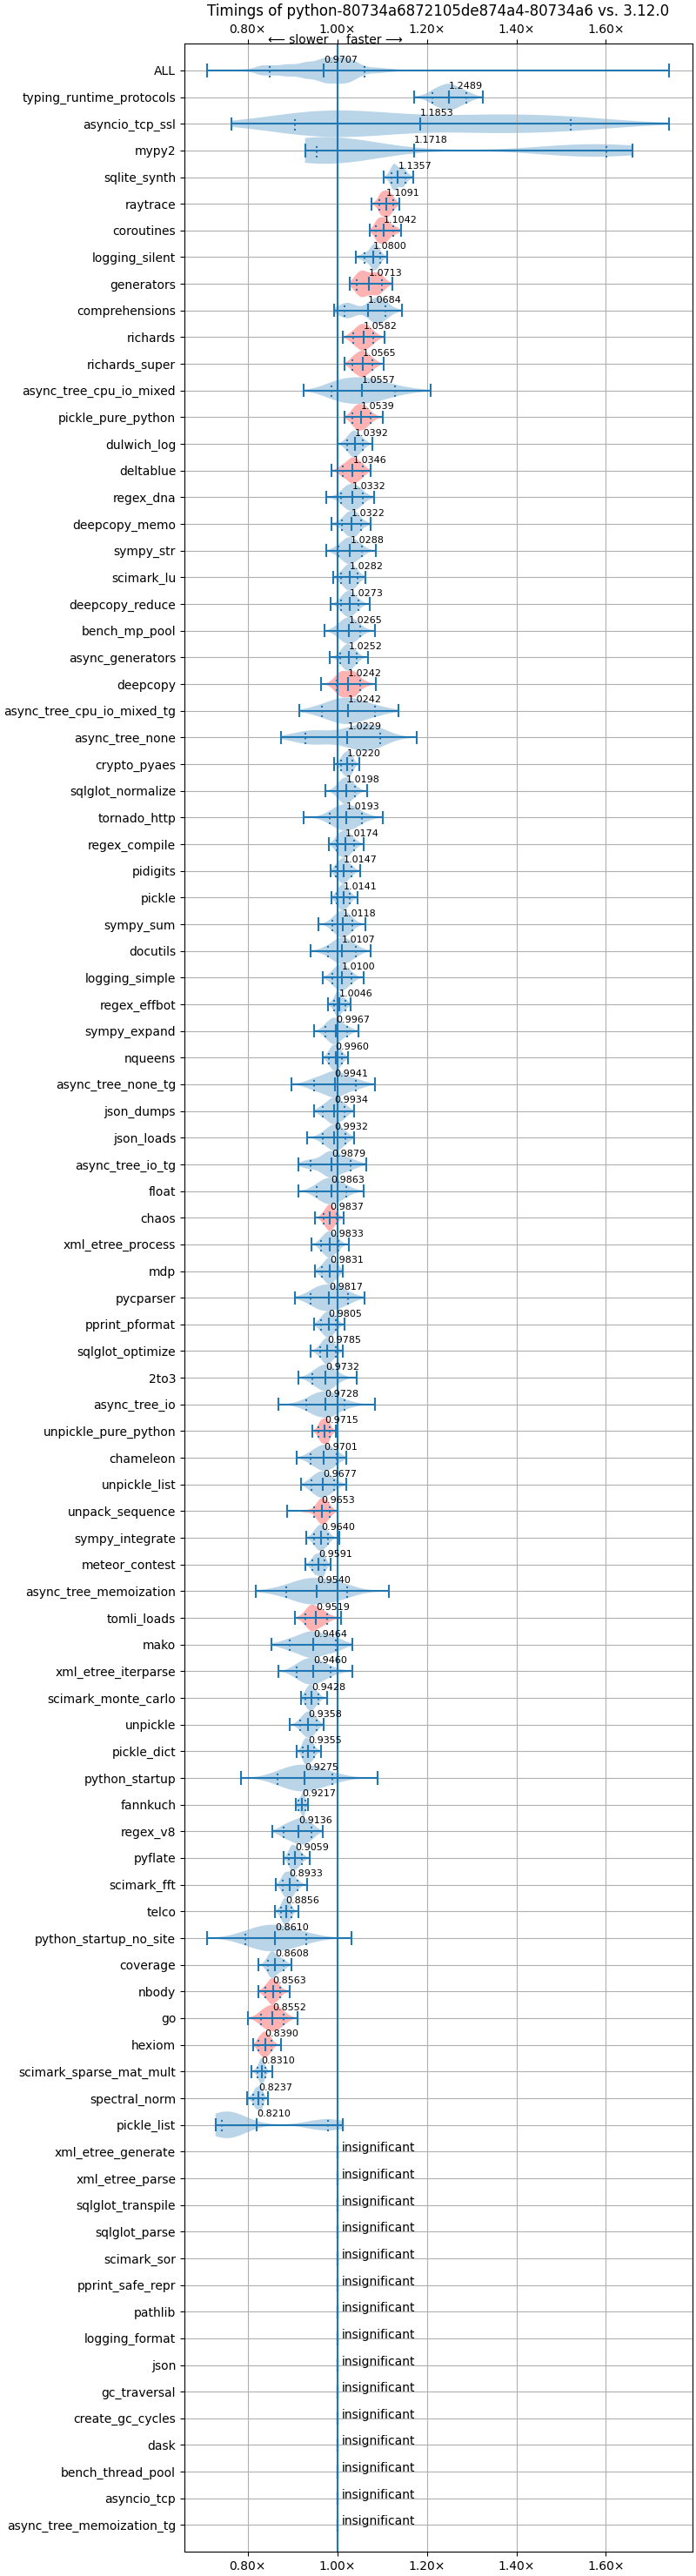 Timings of python-80734a6872105de874a4-80734a6 vs. 3.12.0
0.80× 1.00× 1.20× 1.40× 1.60×
⟵ slower faster ⟶
ALL 0.9707
typing_runtime_protocols 1.2489
asyncio_tcp_ssl 1.1853
mypy2 1.1718
sqlite_synth 1.1357
raytrace 1.1091
coroutines 1.1042
logging_silent 1.0800
generators 1.0713
comprehensions 1.0684
richards 1.0582
richards_super 1.0565
async_tree_cpu_io_mixed 1.0557
pickle_pure_python 1.0539
dulwich_log 1.0392
deltablue 1.0346
regex_dna 1.0332
deepcopy_memo 1.0322
sympy_str 1.0288
scimark_lu 1.0282
deepcopy_reduce 1.0273
bench_mp_pool 1.0265
async_generators 1.0252
deepcopy 1.0242
async_tree_cpu_io_mixed_tg 1.0242
async_tree_none 1.0229
crypto_pyaes 1.0220
sqlglot_normalize 1.0198
tornado_http 1.0193
regex_compile 1.0174
pidigits 1.0147
pickle 1.0141
sympy_sum 1.0118
docutils 1.0107
logging_simple 1.0100
regex_effbot 1.0046
sympy_expand 0.9967
nqueens 0.9960
async_tree_none_tg 0.9941
json_dumps 0.9934
json_loads 0.9932
async_tree_io_tg 0.9879
float 0.9863
chaos 0.9837
xml_etree_process 0.9833
mdp 0.9831
pycparser 0.9817
pprint_pformat 0.9805
sqlglot_optimize 0.9785
2to3 0.9732
async_tree_io 0.9728
unpickle_pure_python 0.9715
chameleon 0.9701
unpickle_list 0.9677
unpack_sequence 0.9653
sympy_integrate 0.9640
meteor_contest 0.9591
async_tree_memoization 0.9540
tomli_loads 0.9519
mako 0.9464
xml_etree_iterparse 0.9460
scimark_monte_carlo 0.9428
unpickle 0.9358
pickle_dict 0.9355
python_startup 0.9275
fannkuch 0.9217
regex_v8 0.9136
pyflate 0.9059
scimark_fft 0.8933
telco 0.8856
python_startup_no_site 0.8610
coverage 0.8608
nbody 0.8563
go 0.8552
hexiom 0.8390
scimark_sparse_mat_mult 0.8310
spectral_norm 0.8237
pickle_list 0.8210
xml_etree_generate insignificant
xml_etree_parse insignificant
sqlglot_transpile insignificant
sqlglot_parse insignificant
scimark_sor insignificant
pprint_safe_repr insignificant
pathlib insignificant
logging_format insignificant
json insignificant
gc_traversal insignificant
create_gc_cycles insignificant
dask insignificant
bench_thread_pool insignificant
asyncio_tcp insignificant
async_tree_memoization_tg insignificant
0.80× 1.00× 1.20× 1.40× 1.60×